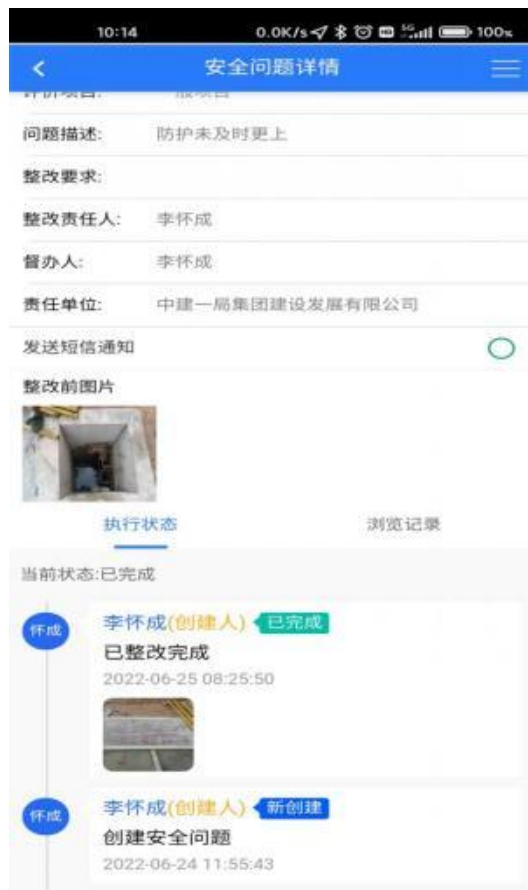 10:14 0.0K/s 5G 100%
安全问题详情
问题描述: 防护未及时更上
整改要求:
整改责任人: 李怀成
督办人: 李怀成
责任单位: 中建一局集团建设发展有限公司
发送短信通知
整改前图片
执行状态 浏览记录
当前状态:已完成
怀成 李怀成(创建人) 已完成
已整改完成
2022-06-25 08:25:50
怀成 李怀成(创建人) 新创建
创建安全问题
2022-06-24 11:55:43